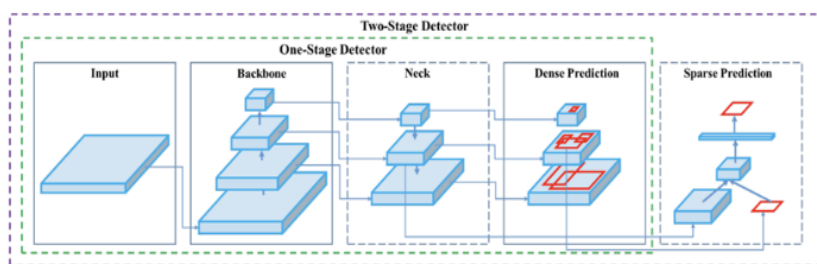 Two-Stage Detector
One-Stage Detector
Input
Backbone
Neck
Dense Prediction
Sparse Prediction